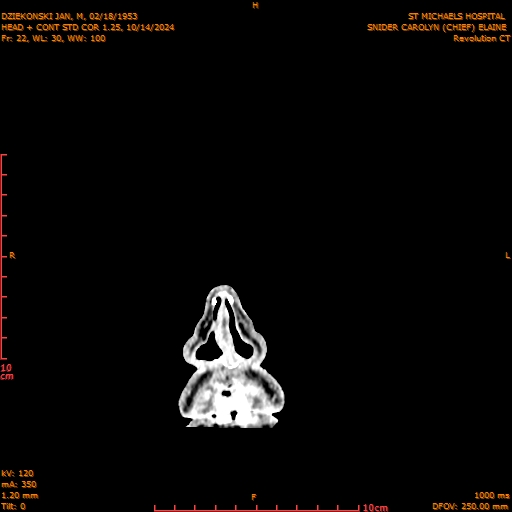 H
DZIEKONSKI JAN, M, 02/18/1953
HEAD + CONT STD COR 1.25, 10/14/2024
Fr: 22, WL: 30, WW: 100
ST MICHAELS HOSPITAL
SNIDER CAROLYN (CHIEF) ELAINE
Revolution CT
R
L
10
cm
kV: 120
mA: 350
1.20 mm
Tilt: 0
F
10cm
1000 ms
DFOV: 250.00 mm